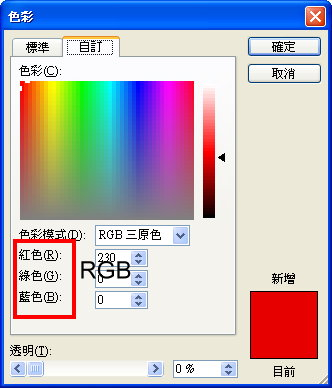 色彩
標準 自訂
確定
取消
色彩(C):
色彩模式(D): RGB 三原色
紅色(R): 230
綠色(G): 0
RGB
藍色(B): 0
新增
目前
透明(T):
0 %